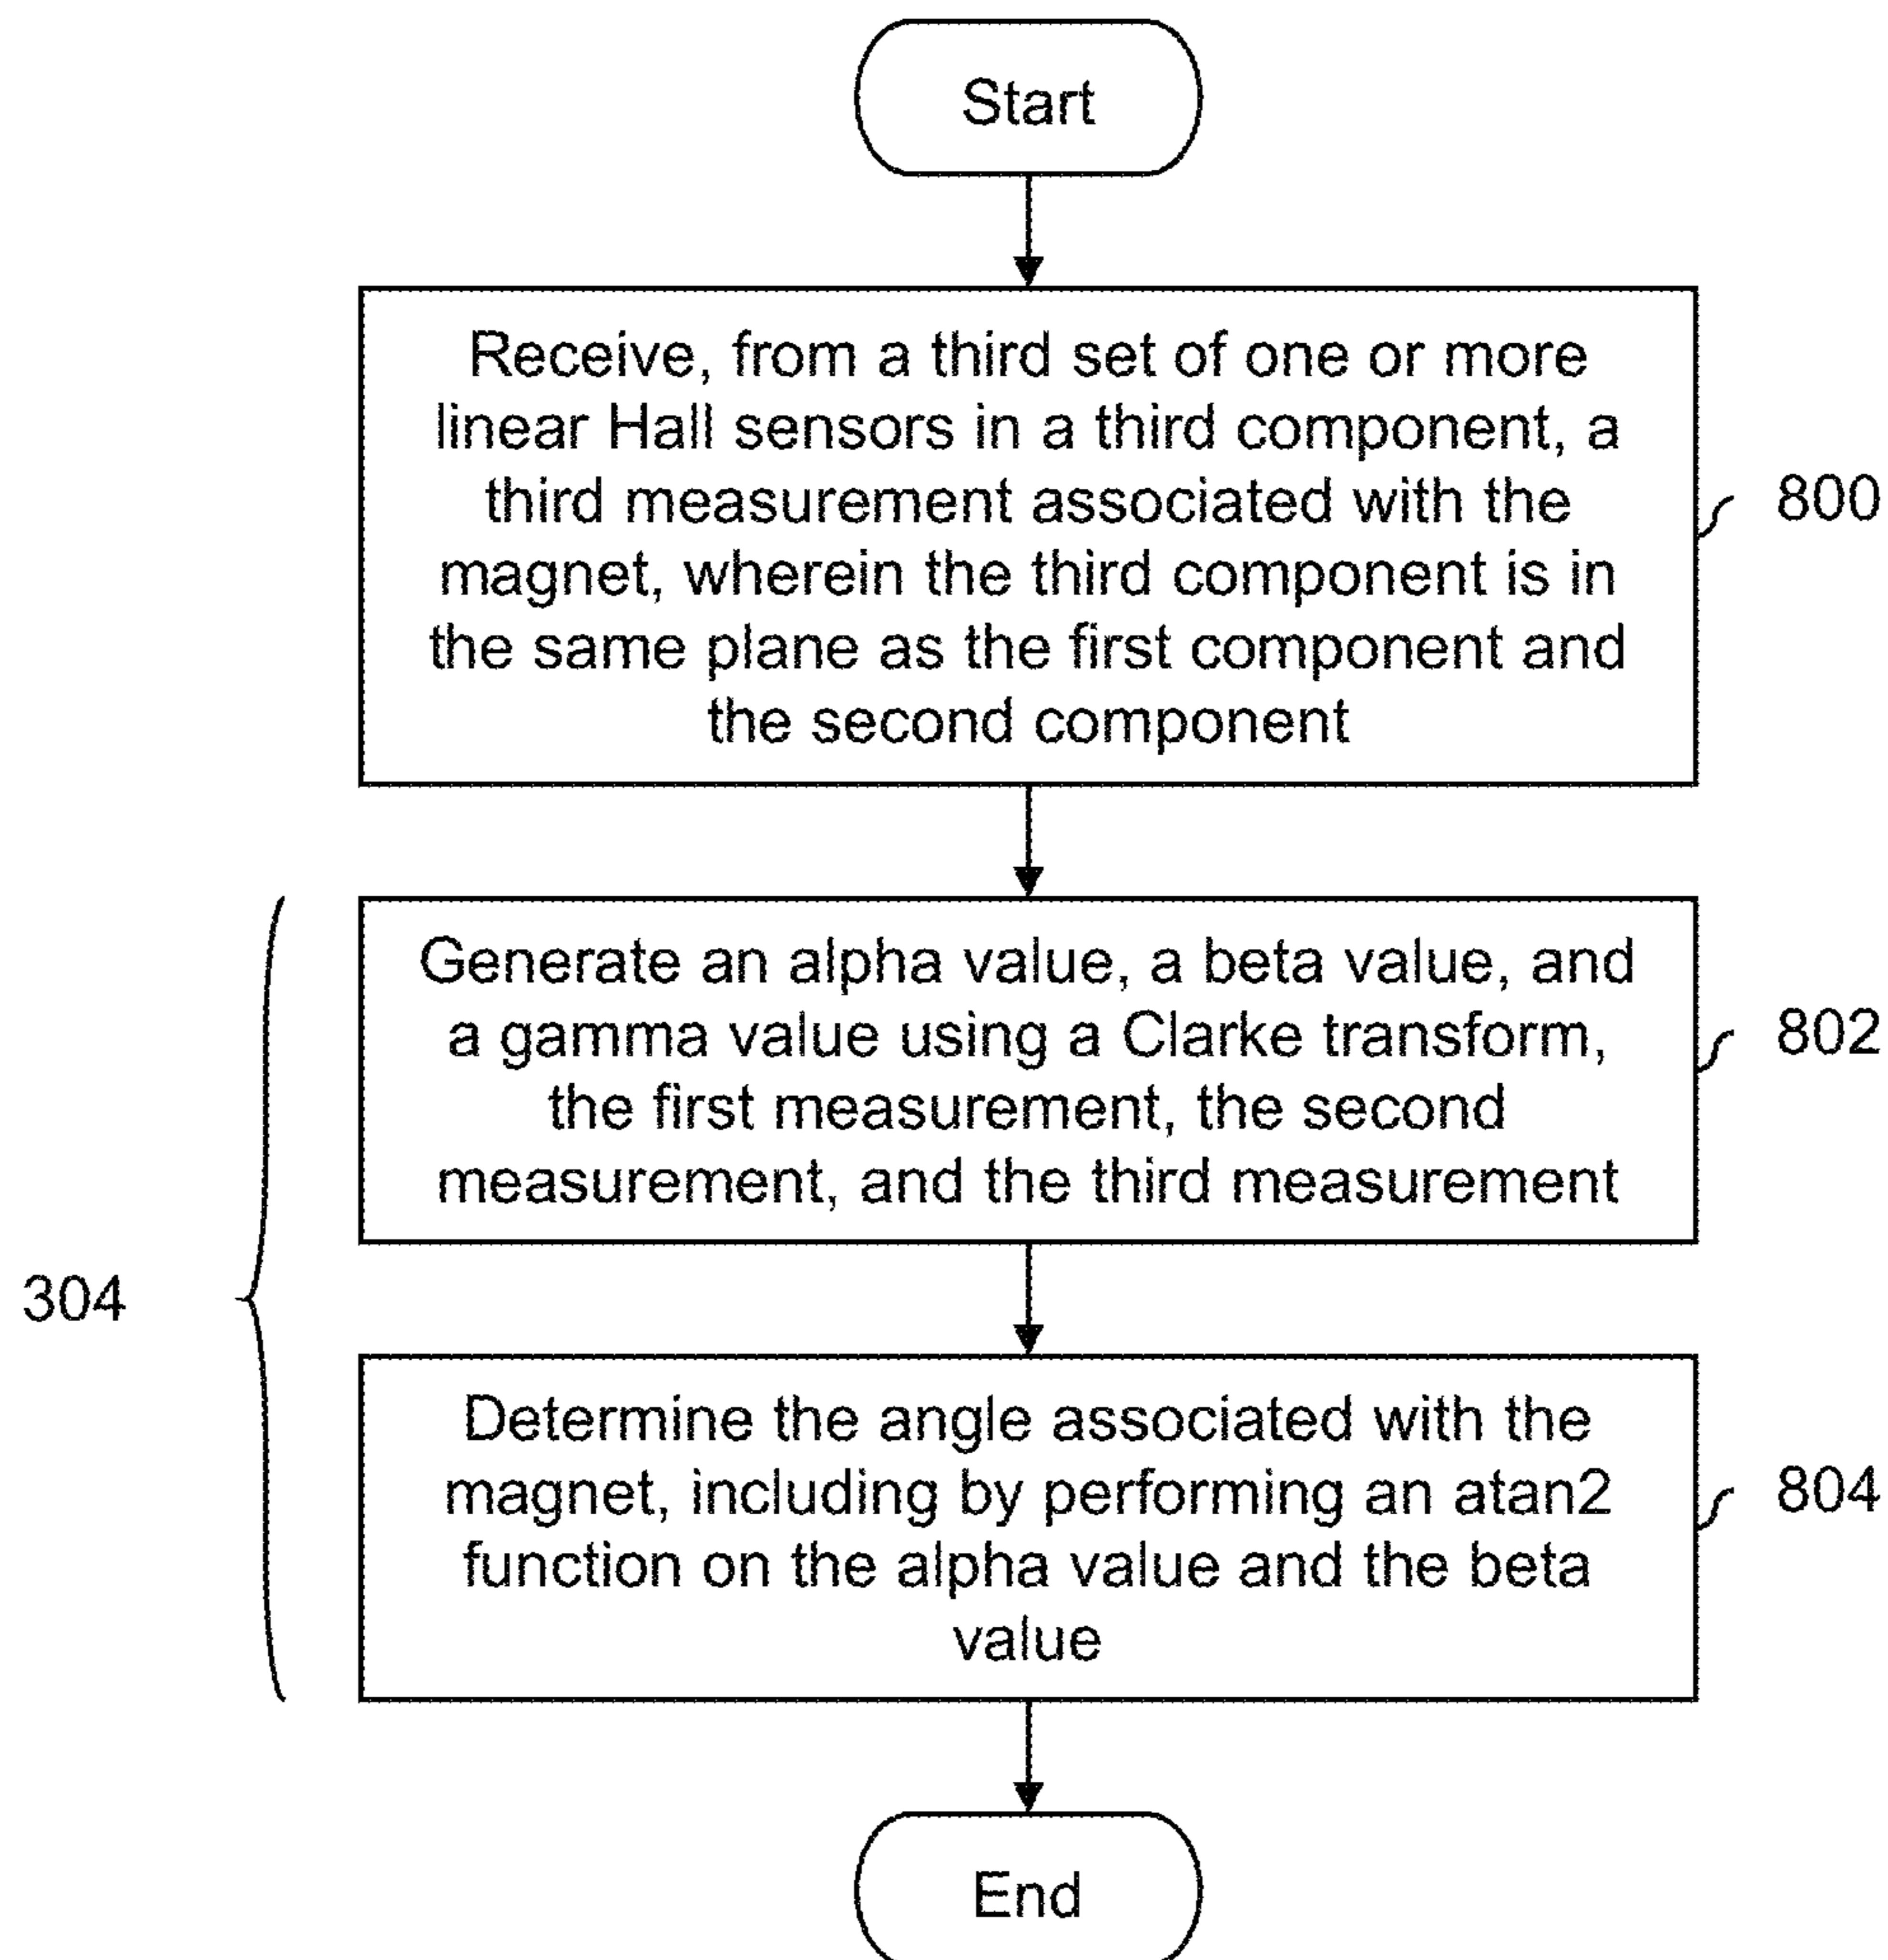 Start
Receive, from a third set of one or more
linear Hall sensors in a third component, a
third measurement associated with the
magnet, wherein the third component is in
the same plane as the first component and
the second component
800
Generate an alpha value, a beta value, and
a gamma value using a Clarke transform,
the first measurement, the second
measurement, and the third measurement
802
304
Determine the angle associated with the
magnet, including by performing an atan2
function on the alpha value and the beta
value
804
End